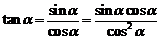 tan α = sin α / cos α = sin α cos α / cos² α